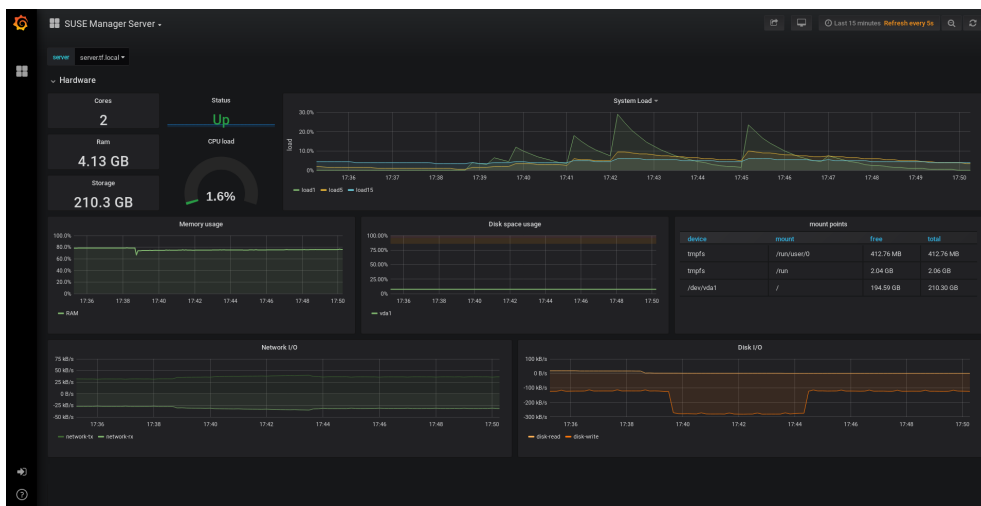 SUSE Manager Server
Last 15 minutes Refresh every 5s
server server.tf.local
Hardware
Cores
2
Status
Up
System Load
30.0%
20.0%
10.0%
0%
load
17:36 17:37 17:38 17:39 17:40 17:41 17:42 17:43 17:44 17:45 17:46 17:47 17:48 17:49 17:50
load1 load5 load15
Ram
4.13 GB
CPU load
1.6%
Storage
210.3 GB
Memory usage
100.0%
80.0%
60.0%
40.0%
20.0%
0%
17:36 17:38 17:40 17:42 17:44 17:46 17:48 17:50
RAM
Disk space usage
100.00%
75.00%
50.00%
25.00%
0%
17:36 17:38 17:40 17:42 17:44 17:46 17:48 17:50
vda1
mount points
device mount free total
tmpfs /run/user/0 412.76 MB 412.76 MB
tmpfs /run 2.04 GB 2.06 GB
/dev/vda1 / 194.59 GB 210.30 GB
Network I/O
75 kB/s
50 kB/s
25 kB/s
0 B/s
-25 kB/s
-50 kB/s
17:36 17:38 17:40 17:42 17:44 17:46 17:48 17:50
network-tx network-rx
Disk I/O
100 kB/s
0 B/s
-100 kB/s
-200 kB/s
-300 kB/s
17:36 17:38 17:40 17:42 17:44 17:46 17:48 17:50
disk-read disk-write